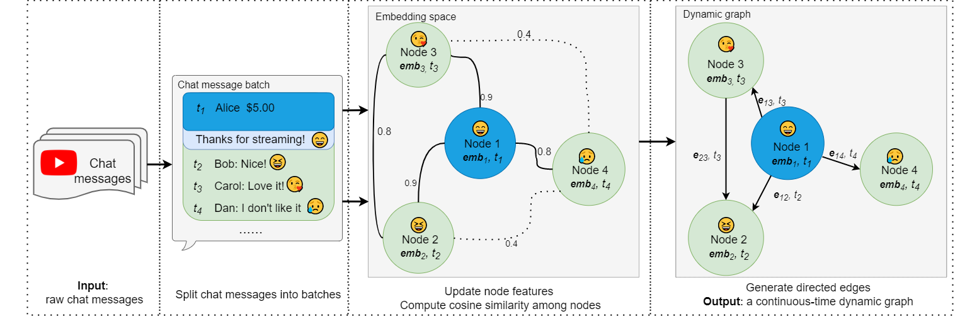 Chat
messages
Input:
raw chat messages
Chat message batch
t1 Alice $5.00
Thanks for streaming!
t2 Bob: Nice!
t3 Carol: Love it!
t4 Dan: I don't like it
......
Split chat messages into batches
Embedding space
Node 3
emb3, t3
0.4
0.9
0.8
Node 1
emb1, t1
0.8
Node 4
emb4, t4
0.9
Node 2
emb2, t2
0.4
Update node features
Compute cosine similarity among nodes
Dynamic graph
Node 3
emb3, t3
e13, t3
e23, t3
Node 1
emb1, t1
e14, t4
Node 4
emb4, t4
e12, t2
Node 2
emb2, t2
Generate directed edges
Output: a continuous-time dynamic graph